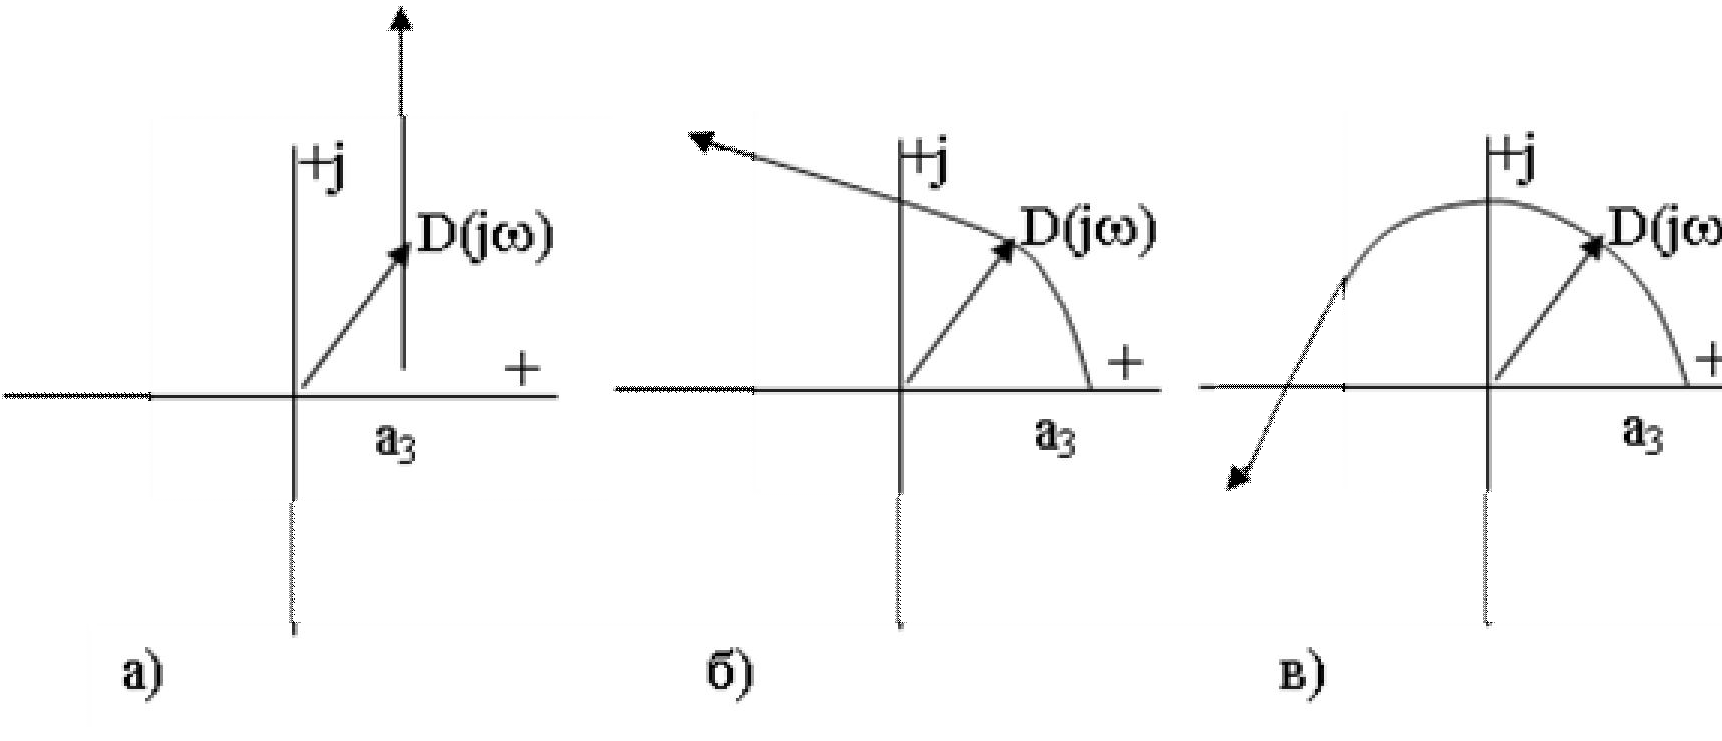 +j +j +j
D(jω) D(jω) D(jω
+ + +
a3 a3 a3
а) б) в)